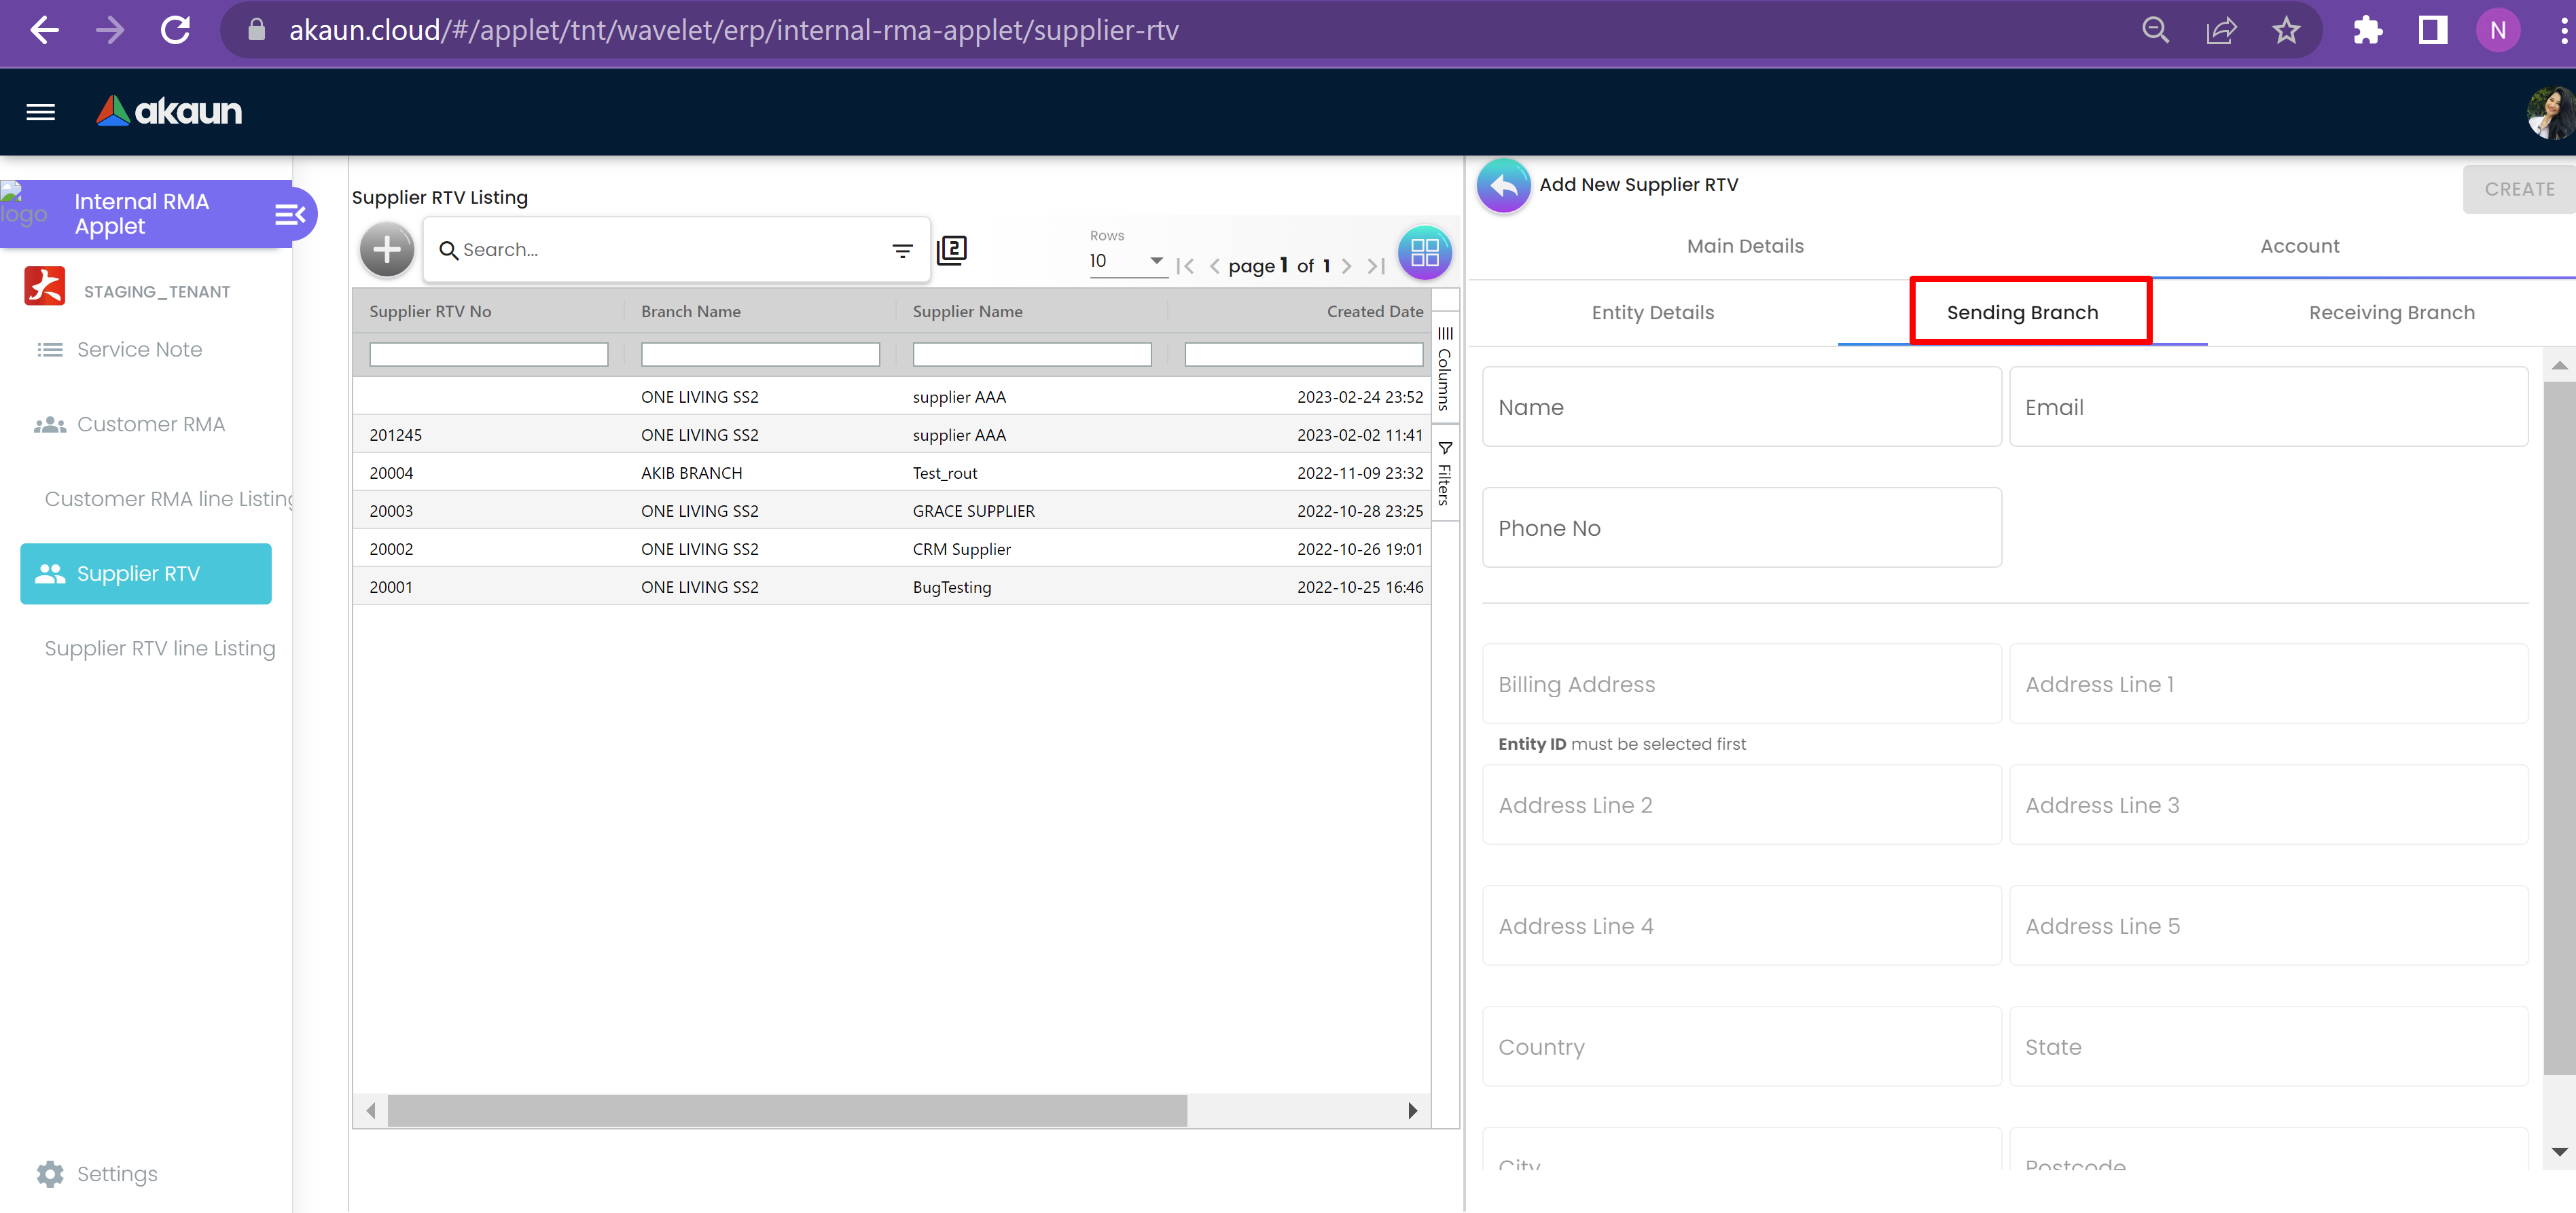 akaun.cloud/#/applet/tnt/wavelet/erp/internal-rma-applet/supplier-rtv
N
akaun
logo
Internal RMA
Applet
STAGING_TENANT
Service Note
Customer RMA
Customer RMA line Listing
Supplier RTV
Supplier RTV line Listing
Settings
Supplier RTV Listing
Search...
2
Rows
10
page 1 of 1
Supplier RTV No Branch Name Supplier Name Created Date
ONE LIVING SS2 supplier AAA 2023-02-24 23:52
201245 ONE LIVING SS2 supplier AAA 2023-02-02 11:41
20004 AKIB BRANCH Test_rout 2022-11-09 23:32
20003 ONE LIVING SS2 GRACE SUPPLIER 2022-10-28 23:25
20002 ONE LIVING SS2 CRM Supplier 2022-10-26 19:01
20001 ONE LIVING SS2 BugTesting 2022-10-25 16:46
Columns
Filters
Add New Supplier RTV
CREATE
Main Details Account
Entity Details Sending Branch Receiving Branch
Name Email
Phone No
Billing Address Address Line 1
Entity ID must be selected first
Address Line 2 Address Line 3
Address Line 4 Address Line 5
Country State
City Postcode